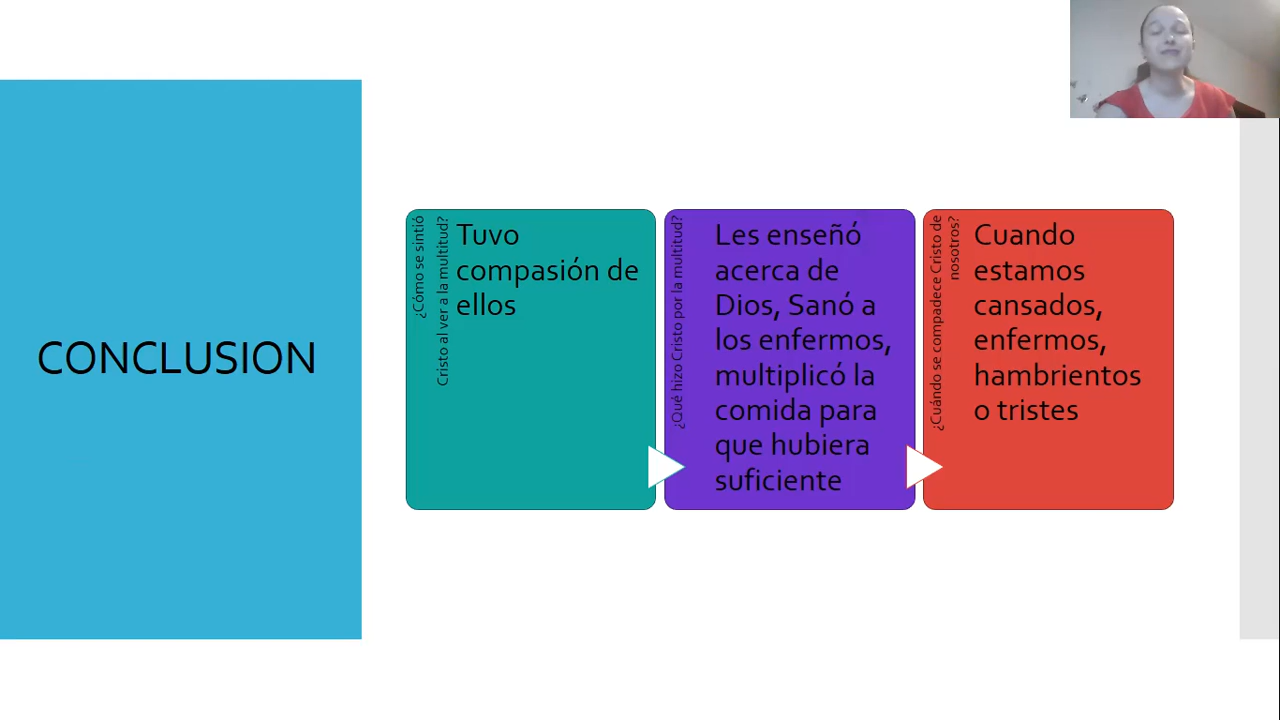 CONCLUSION
¿Cómo se sintió
Cristo al ver a la multitud?
Tuvo
compasión de
ellos
¿Qué hizo Cristo por la multitud?
Les enseñó
acerca de
Dios, Sanó a
los enfermos,
multiplicó la
comida para
que hubiera
suficiente
¿Cuándo se compadece Cristo de
nosotros?
Cuando
estamos
cansados,
enfermos,
hambrientos
o tristes